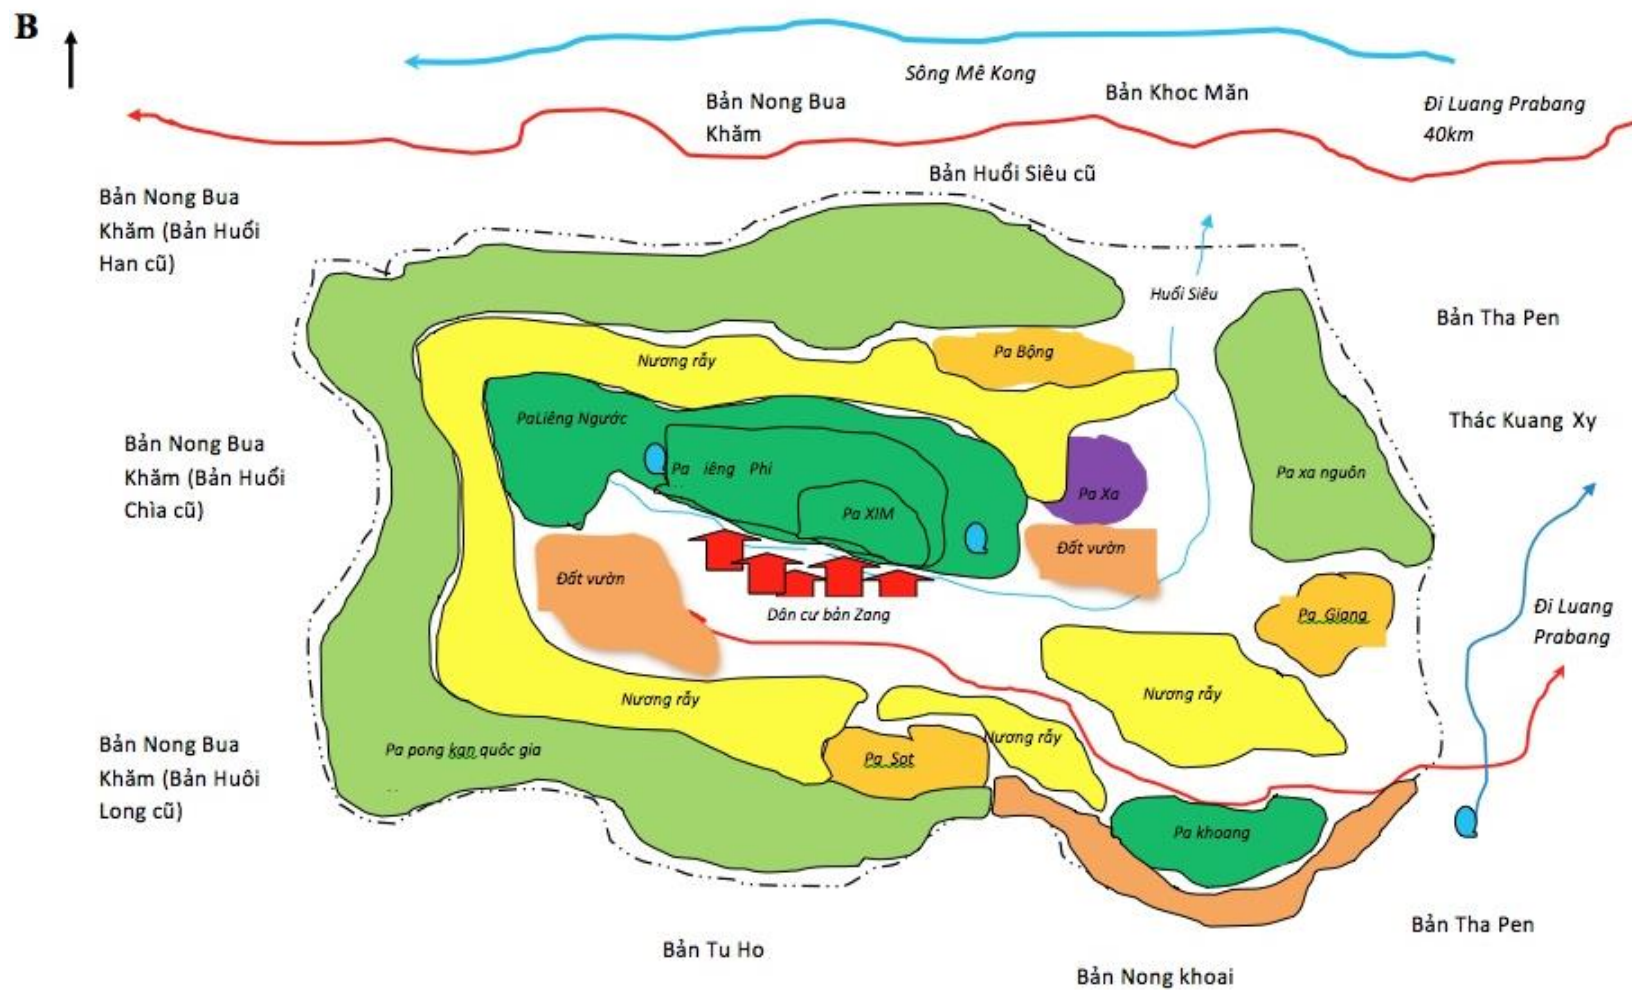 B
Sông Mê Kong
Bản Nong Bua
Khăm
Bản Khoc Măn
Đi Luang Prabang
40km
Bản Huổi Siêu cũ
Bản Nong Bua
Khăm (Bản Huổi
Han cũ)
Huổi Siêu
Bản Tha Pen
Nương rẫy
Pa Bộng
PaLiêng Ngước
Thác Kuang Xy
Bản Nong Bua
Khăm (Bản Huổi
Chìa cũ)
Pa iêng Phi
Pa xa nguôn
Pa Xa
Pa XIM
Đất vườn
Đất vườn
Dân cư bản Zang
Pa Giang
Đi Luang
Prabang
Nương rẫy
Nương rẫy
Nương rẫy
Pa pong kan quôc gia
Pa Sot
Bản Nong Bua
Khăm (Bản Huôi
Long cũ)
Pa khoang
Bản Tha Pen
Bản Tu Ho
Bản Nong khoai